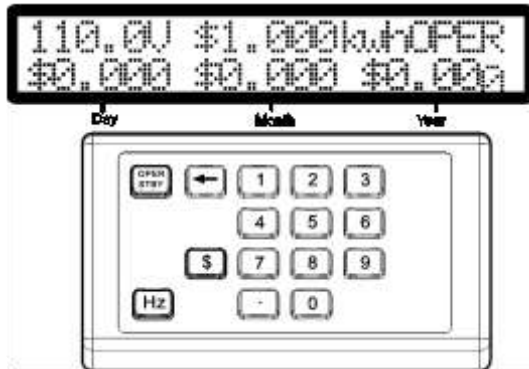 110.0V $1.000kwhOPER
$0.000 $0.000 $0.000
Day Month Year
OPER STBY ← 1 2 3
4 5 6
$ 7 8 9
Hz . 0